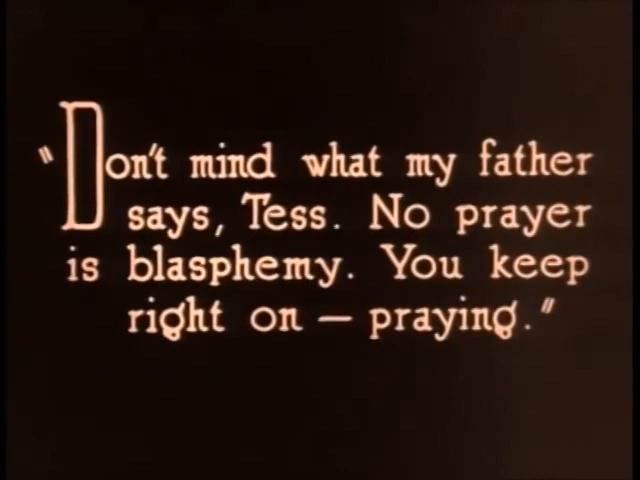 "Don't mind what my father
says, Tess. No prayer
is blasphemy. You keep
right on — praying."